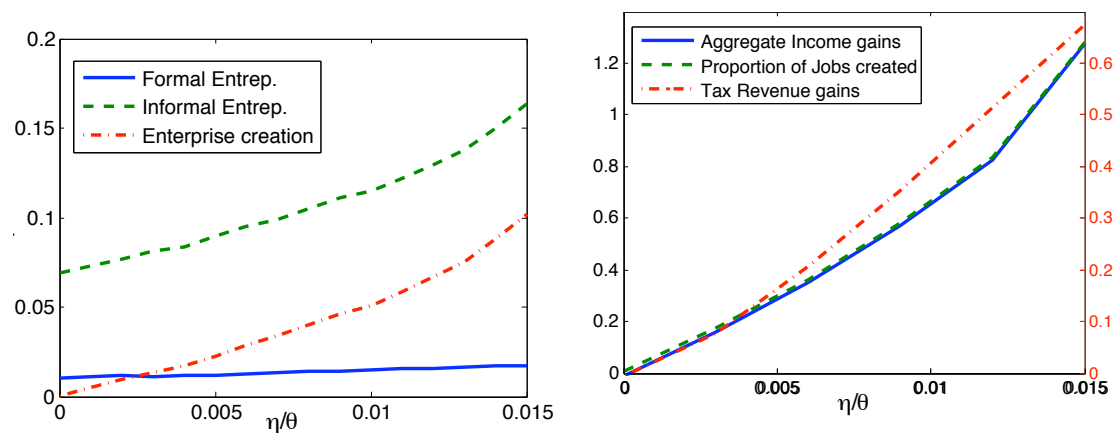 0.2
0.15
0.1
0.05
0
Formal Entrep.
Informal Entrep.
Enterprise creation
0 0.005 0.01 0.015
η/θ
1.2
1
0.8
0.6
0.4
0.2
0
Aggregate Income gains
Proportion of Jobs created
Tax Revenue gains
0.6
0.5
0.4
0.3
0.2
0.1
0
0 0.005 0.01 0.015
η/θ